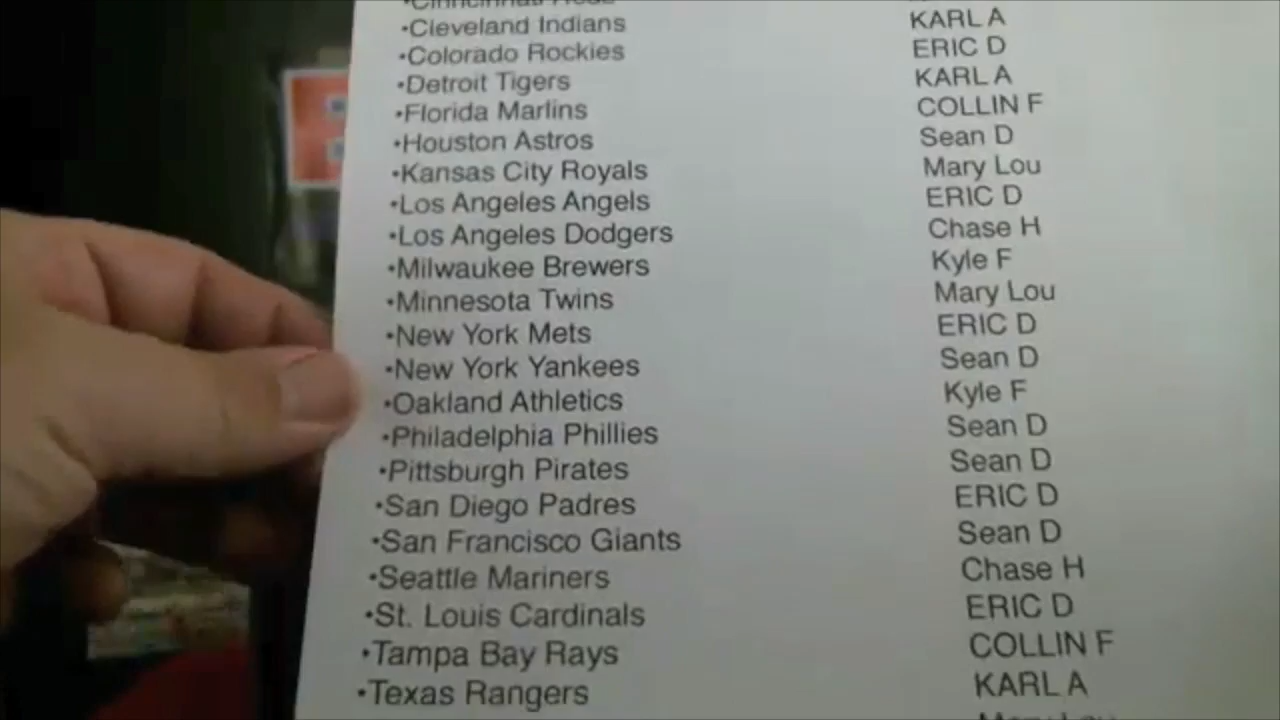 •Cleveland Indians KARL A
•Colorado Rockies ERIC D
•Detroit Tigers KARL A
•Florida Marlins COLLIN F
•Houston Astros Sean D
•Kansas City Royals Mary Lou
•Los Angeles Angels ERIC D
•Los Angeles Dodgers Chase H
•Milwaukee Brewers Kyle F
•Minnesota Twins Mary Lou
•New York Mets ERIC D
•New York Yankees Sean D
•Oakland Athletics Kyle F
•Philadelphia Phillies Sean D
•Pittsburgh Pirates Sean D
•San Diego Padres ERIC D
•San Francisco Giants Sean D
•Seattle Mariners Chase H
•St. Louis Cardinals ERIC D
•Tampa Bay Rays COLLIN F
•Texas Rangers KARL A